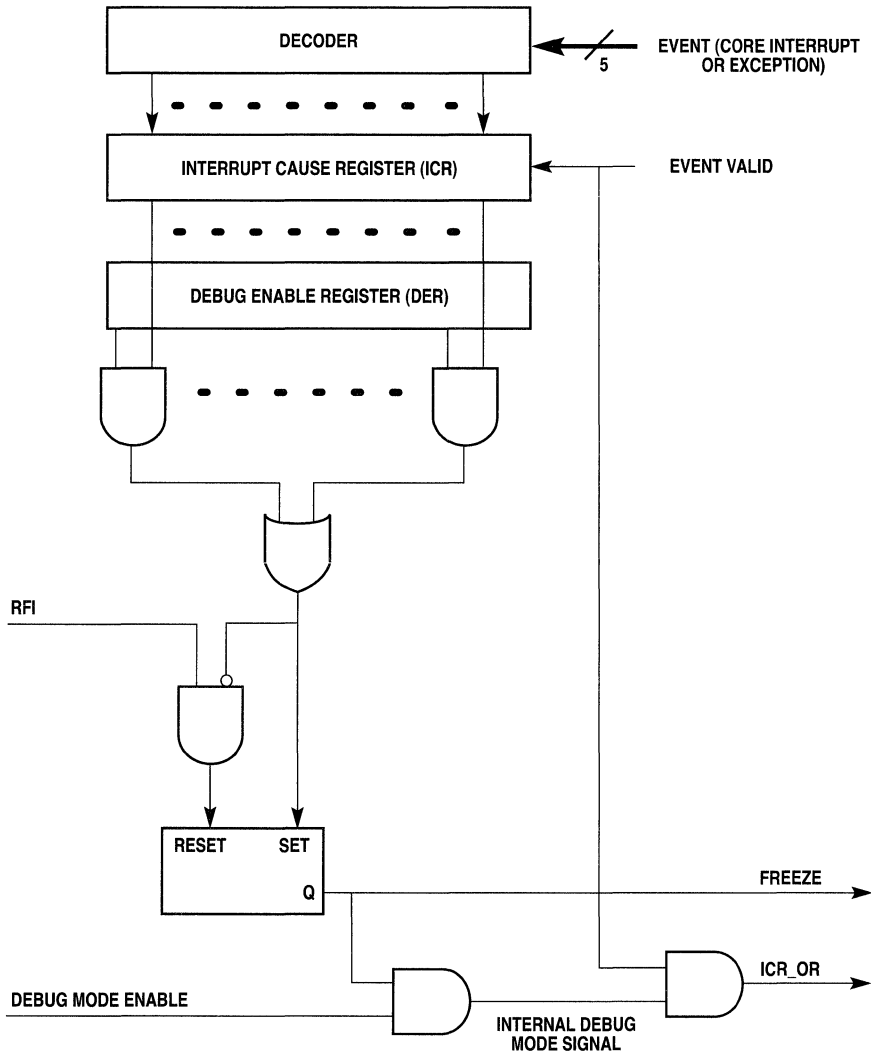 DECODER
EVENT (CORE INTERRUPT
OR EXCEPTION)
5
INTERRUPT CAUSE REGISTER (ICR)
EVENT VALID
DEBUG ENABLE REGISTER (DER)
RFI
RESET
SET
Q
FREEZE
ICR_OR
DEBUG MODE ENABLE
INTERNAL DEBUG
MODE SIGNAL